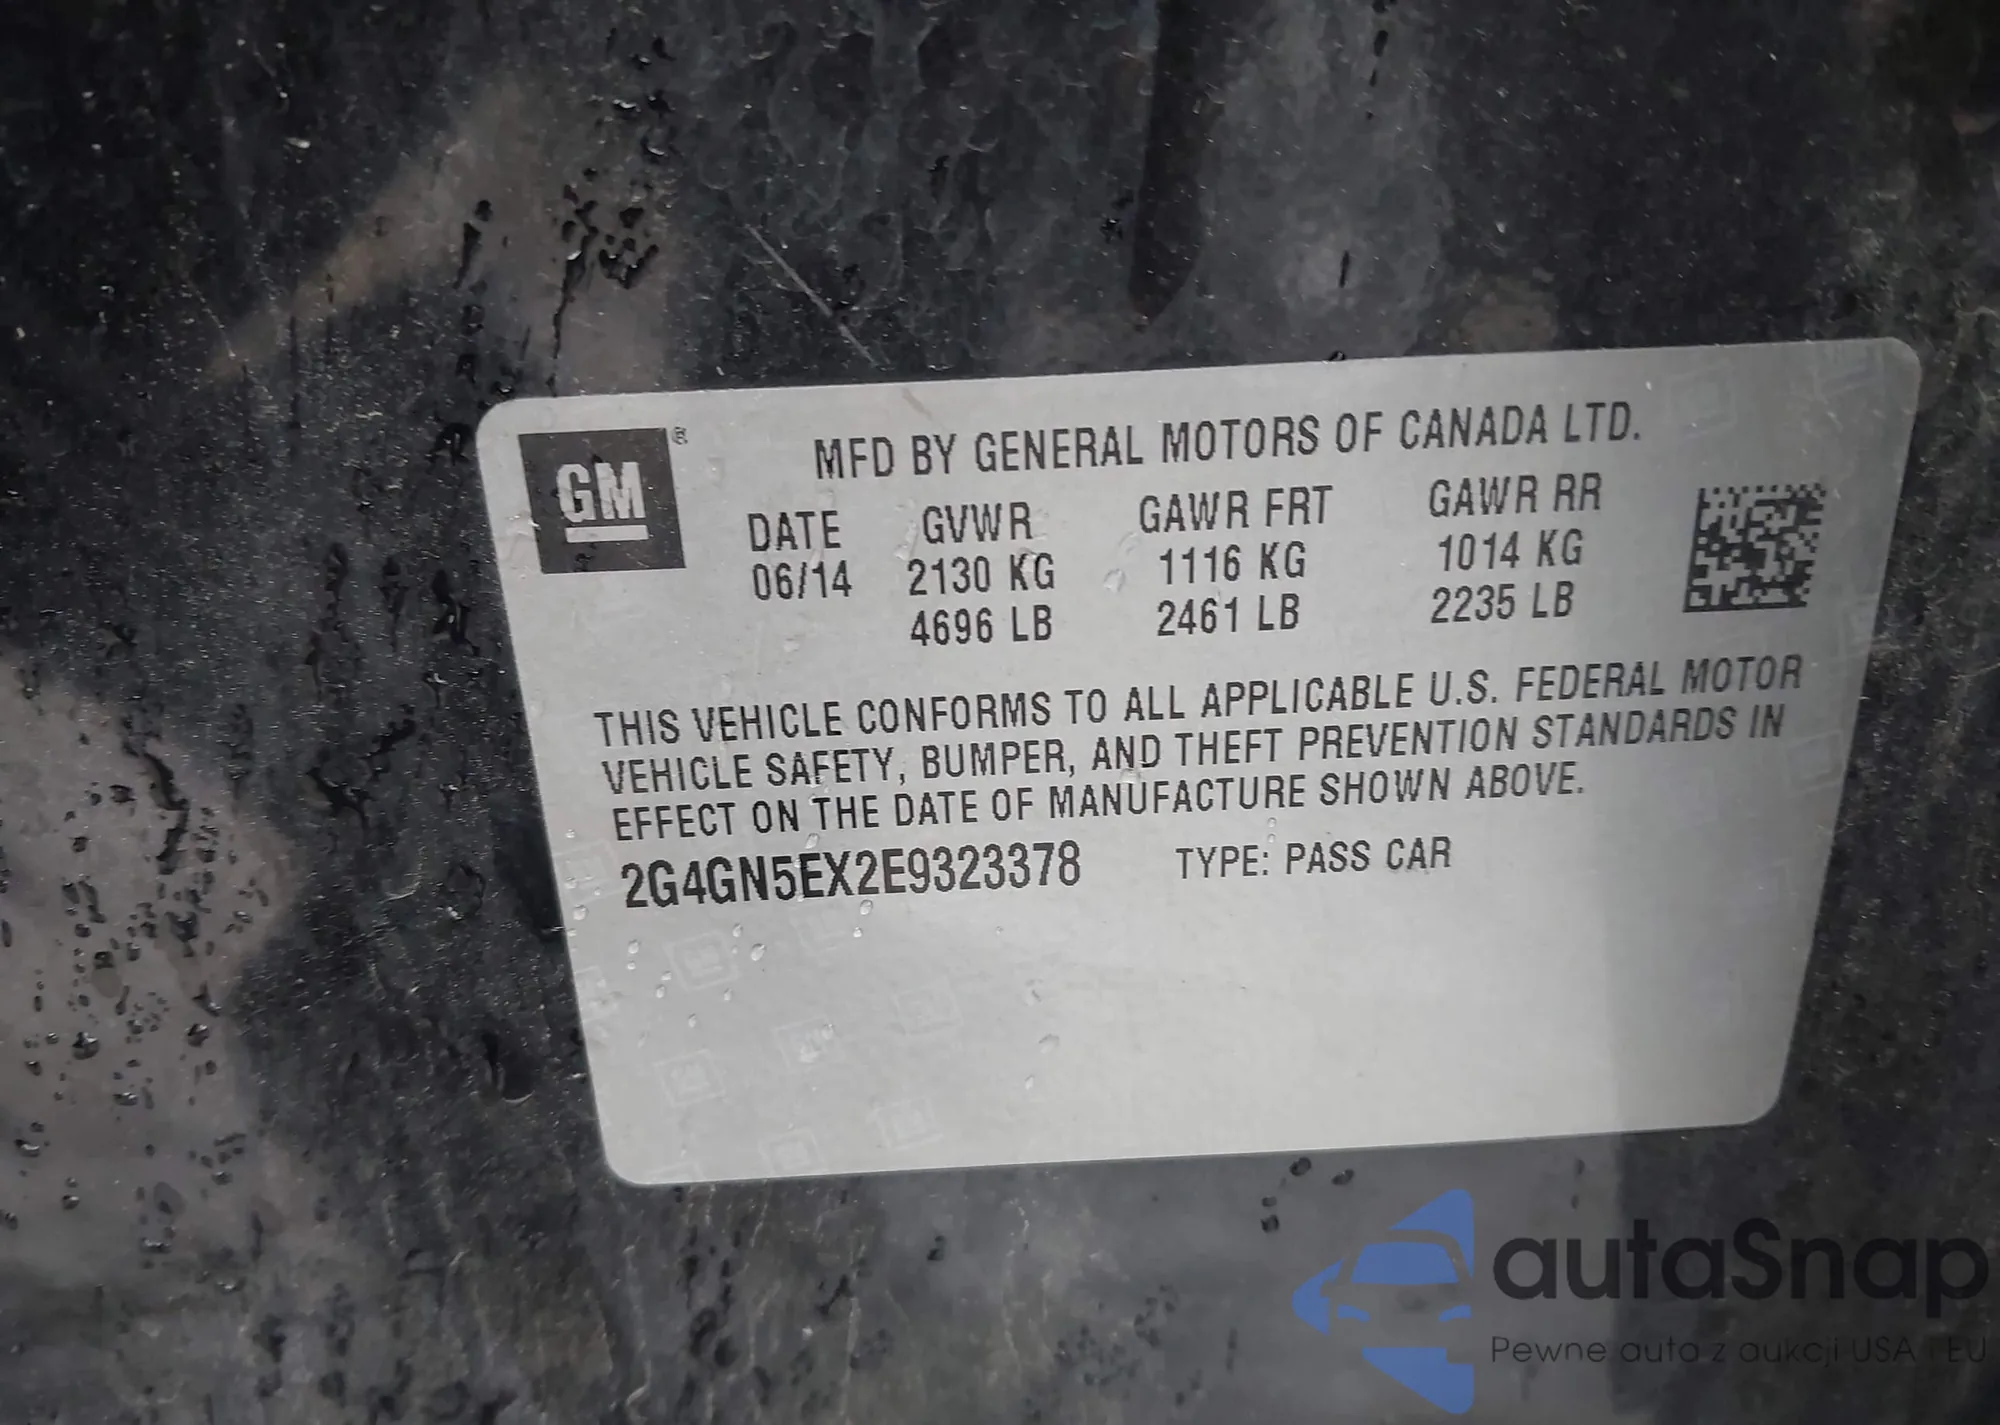 GM®
MFD BY GENERAL MOTORS OF CANADA LTD.
DATE GVWR GAWR FRT GAWR RR
06/14 2130 KG 1116 KG 1014 KG
4696 LB 2461 LB 2235 LB
THIS VEHICLE CONFORMS TO ALL APPLICABLE U.S. FEDERAL MOTOR
VEHICLE SAFETY, BUMPER, AND THEFT PREVENTION STANDARDS IN
EFFECT ON THE DATE OF MANUFACTURE SHOWN ABOVE.
2G4GN5EX2E9323378 TYPE: PASS CAR
autaSnap
Pewne auta z aukcji USA i EU